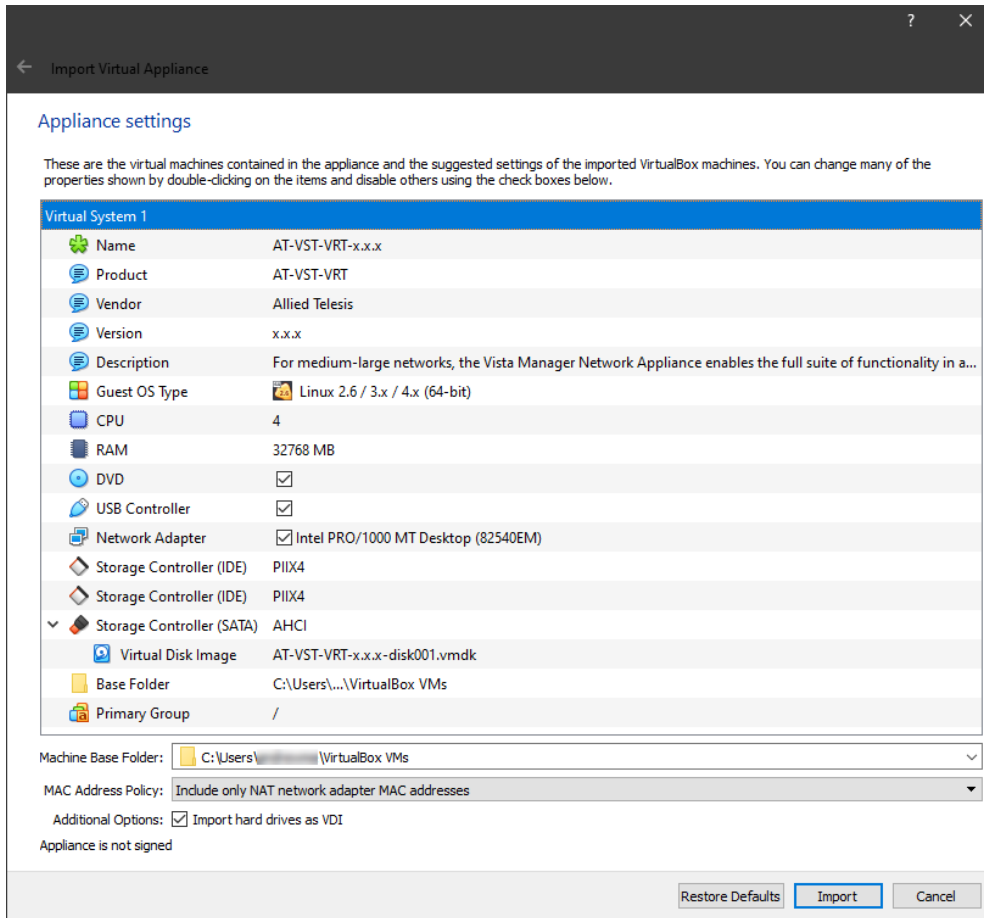 ?
Import Virtual Appliance
Appliance settings
These are the virtual machines contained in the appliance and the suggested settings of the imported VirtualBox machines. You can change many of the
properties shown by double-clicking on the items and disable others using the check boxes below.
Virtual System 1
Name AT-VST-VRT-x.x.x
Product AT-VST-VRT
Vendor Allied Telesis
Version x.x.x
Description For medium-large networks, the Vista Manager Network Appliance enables the full suite of functionality in a...
Guest OS Type 2.6 Linux 2.6 / 3.x / 4.x (64-bit)
CPU 4
RAM 32768 MB
DVD
USB Controller
Network Adapter Intel PRO/1000 MT Desktop (82540EM)
Storage Controller (IDE) PIIX4
Storage Controller (IDE) PIIX4
Storage Controller (SATA) AHCI
Virtual Disk Image AT-VST-VRT-x.x.x-disk001.vmdk
Base Folder C:\Users\...\VirtualBox VMs
Primary Group /
Machine Base Folder: C:\Users\ \VirtualBox VMs
MAC Address Policy: Include only NAT network adapter MAC addresses
Additional Options: Import hard drives as VDI
Appliance is not signed
Restore Defaults Import Cancel